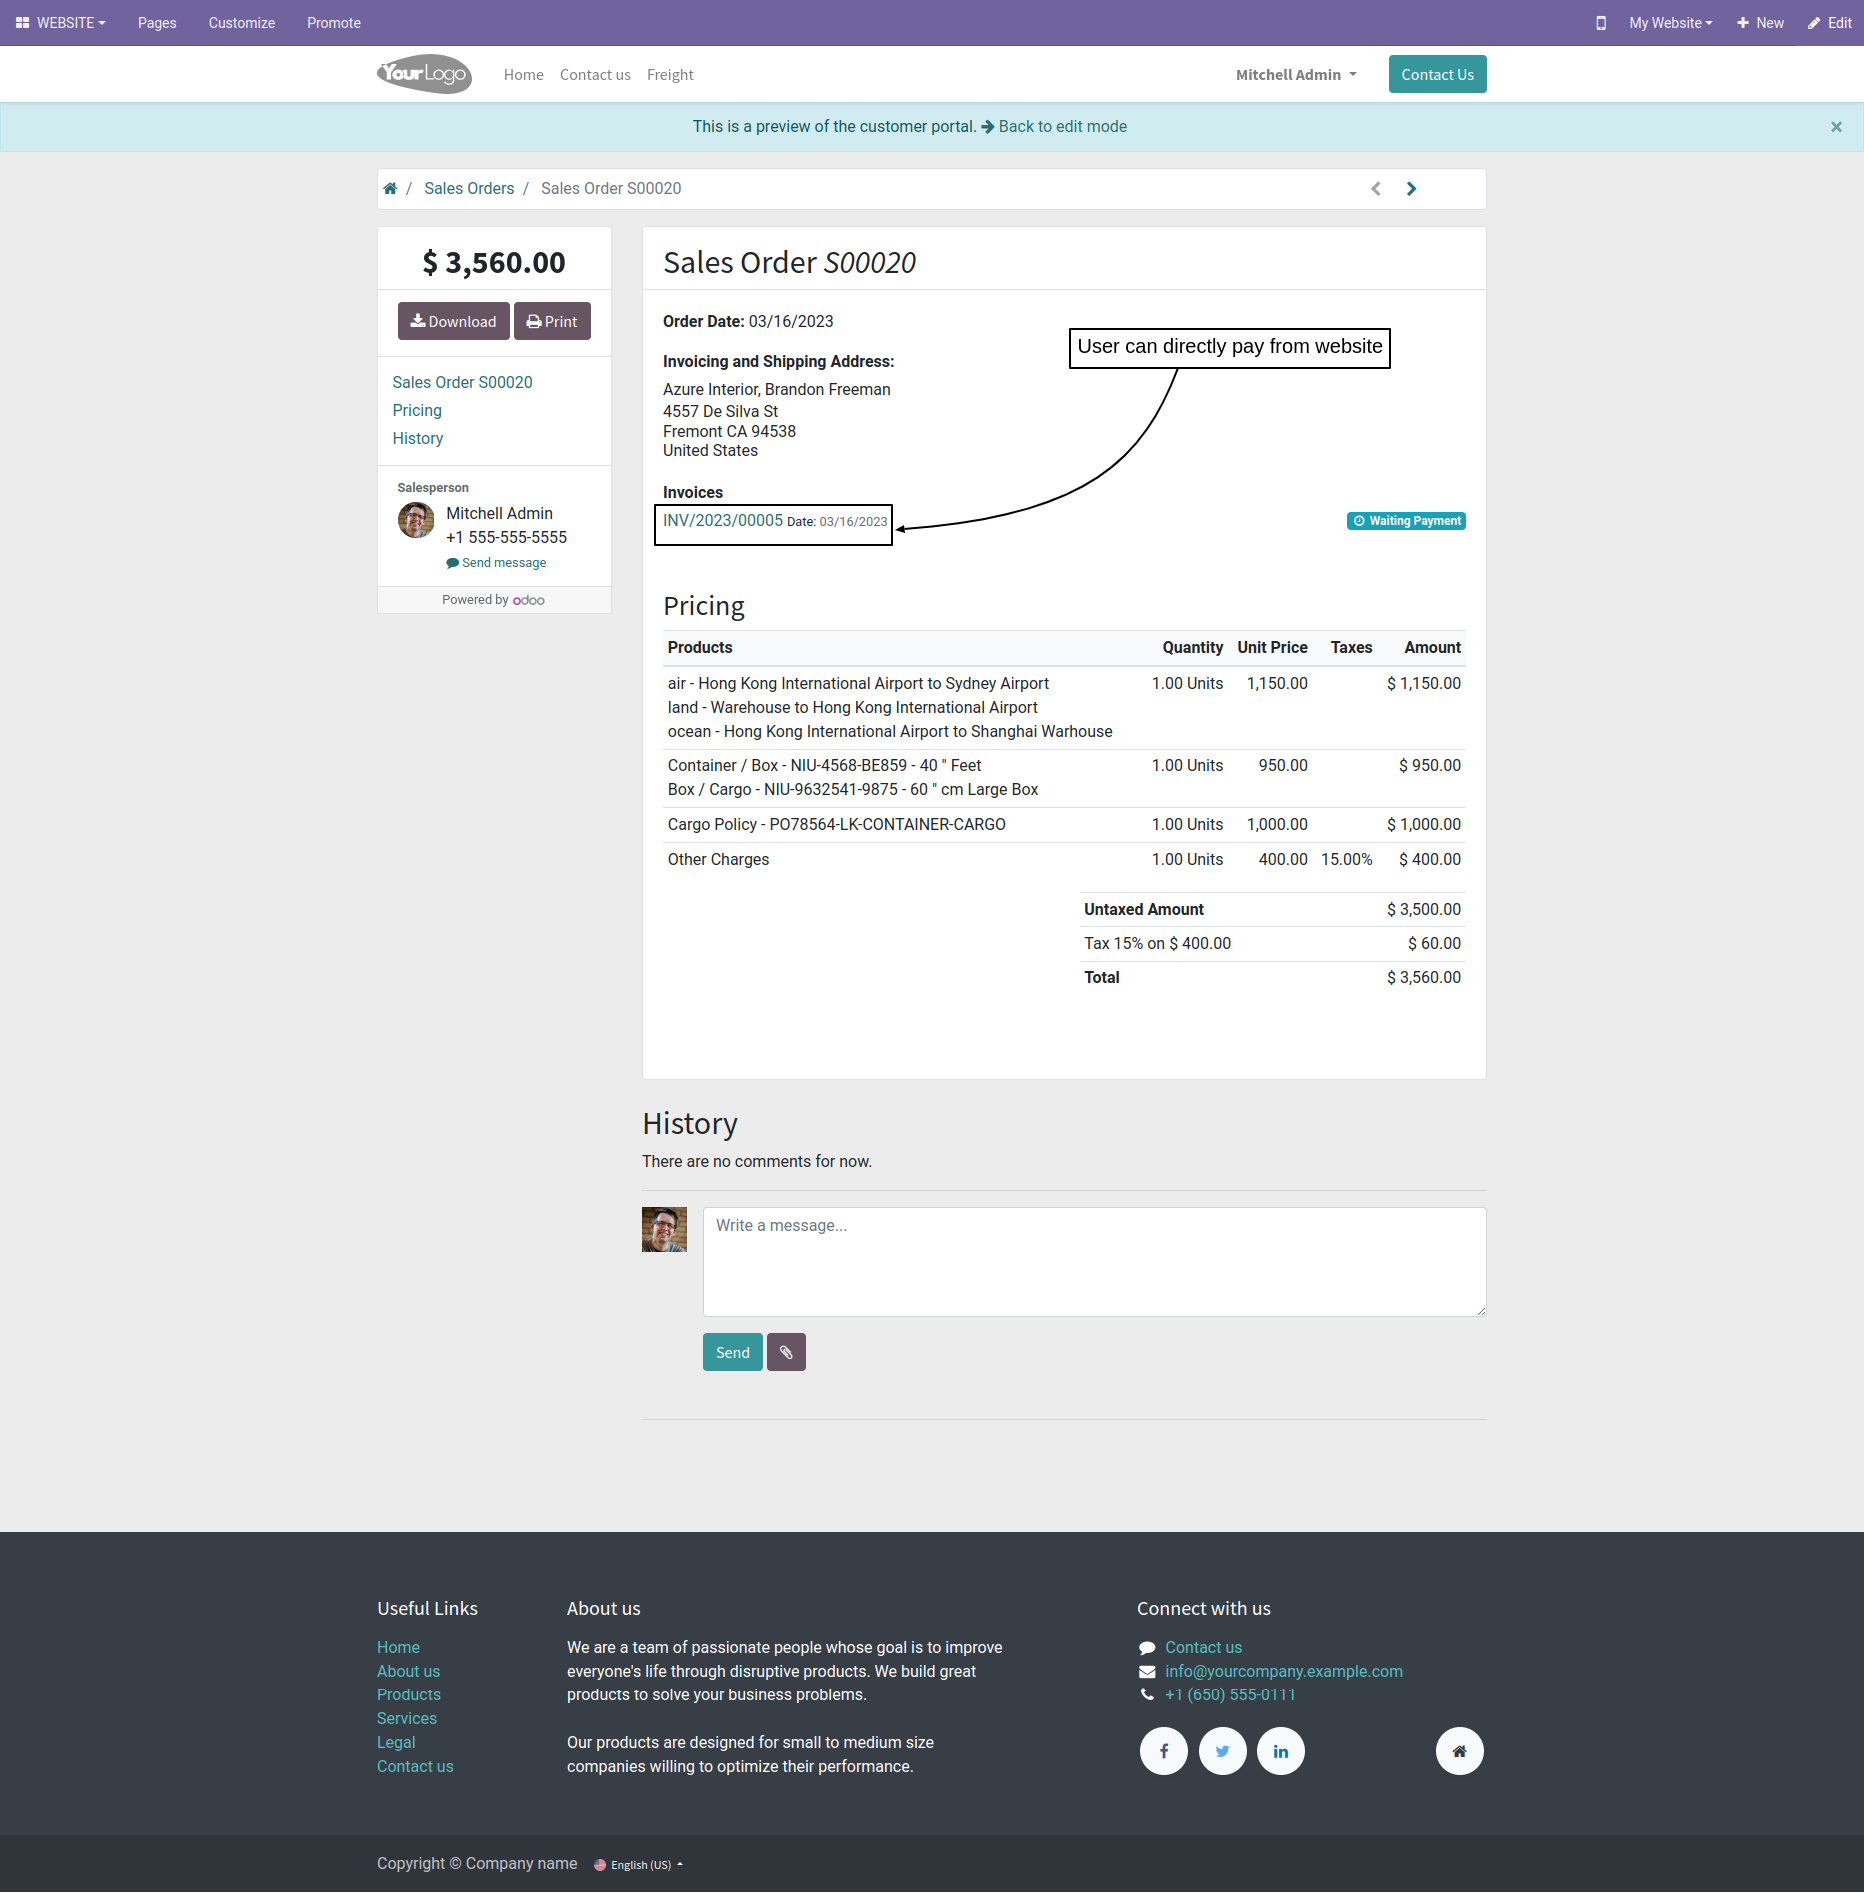 WEBSITE Pages Customize Promote My Website New Edit
YourLogo Home Contact us Freight Mitchell Admin Contact Us
This is a preview of the customer portal. Back to edit mode ×
/ Sales Orders / Sales Order S00020
$ 3,560.00
Download Print
Sales Order S00020
Pricing
History
Salesperson
Mitchell Admin
+1 555-555-5555
Send message
Powered by odoo
Sales Order S00020
Order Date: 03/16/2023
User can directly pay from website
Invoicing and Shipping Address:
Azure Interior, Brandon Freeman
4557 De Silva St
Fremont CA 94538
United States
Invoices
INV/2023/00005 Date: 03/16/2023 Waiting Payment
Pricing
Products Quantity Unit Price Taxes Amount
air - Hong Kong International Airport to Sydney Airport 1.00 Units 1,150.00 $ 1,150.00
land - Warehouse to Hong Kong International Airport
ocean - Hong Kong International Airport to Shanghai Warhouse
Container / Box - NIU-4568-BE859 - 40 " Feet 1.00 Units 950.00 $ 950.00
Box / Cargo - NIU-9632541-9875 - 60 " cm Large Box
Cargo Policy - PO78564-LK-CONTAINER-CARGO 1.00 Units 1,000.00 $ 1,000.00
Other Charges 1.00 Units 400.00 15.00% $ 400.00
Untaxed Amount $ 3,500.00
Tax 15% on $ 400.00 $ 60.00
Total $ 3,560.00
History
There are no comments for now.
Write a message...
Send
Useful Links
Home
About us
Products
Services
Legal
Contact us
About us
We are a team of passionate people whose goal is to improve
everyone's life through disruptive products. We build great
products to solve your business problems.
Our products are designed for small to medium size
companies willing to optimize their performance.
Connect with us
Contact us
info@yourcompany.example.com
+1 (650) 555-0111
Copyright © Company name English (US)